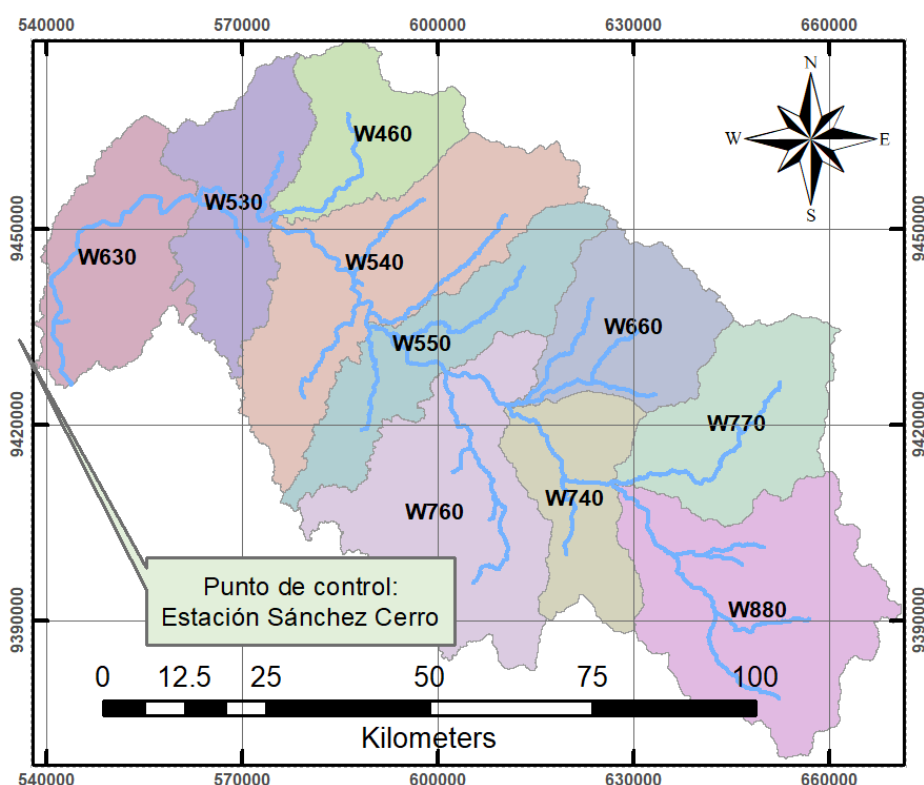 540000 570000 600000 630000 660000
N
W460
W E
W530
S
9450000
9450000
W630
W540
W660
W550
9420000
9420000
W770
W740
W760
Punto de control:
Estación Sánchez Cerro
W880
9390000
9390000
0 12.5 25 50 75 100
Kilometers
540000 570000 600000 630000 660000